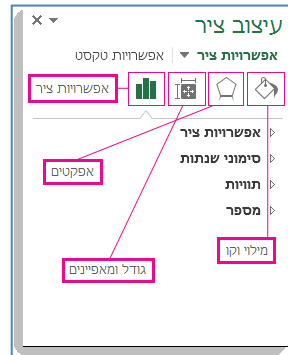 עיצוב ציר
אפשרויות ציר אפשרויות טקסט
אפשרויות ציר
אפשרויות ציר
סימוני שנתות
תוויות
מספר
אפקטים
מילוי וקו
גודל ומאפיינים